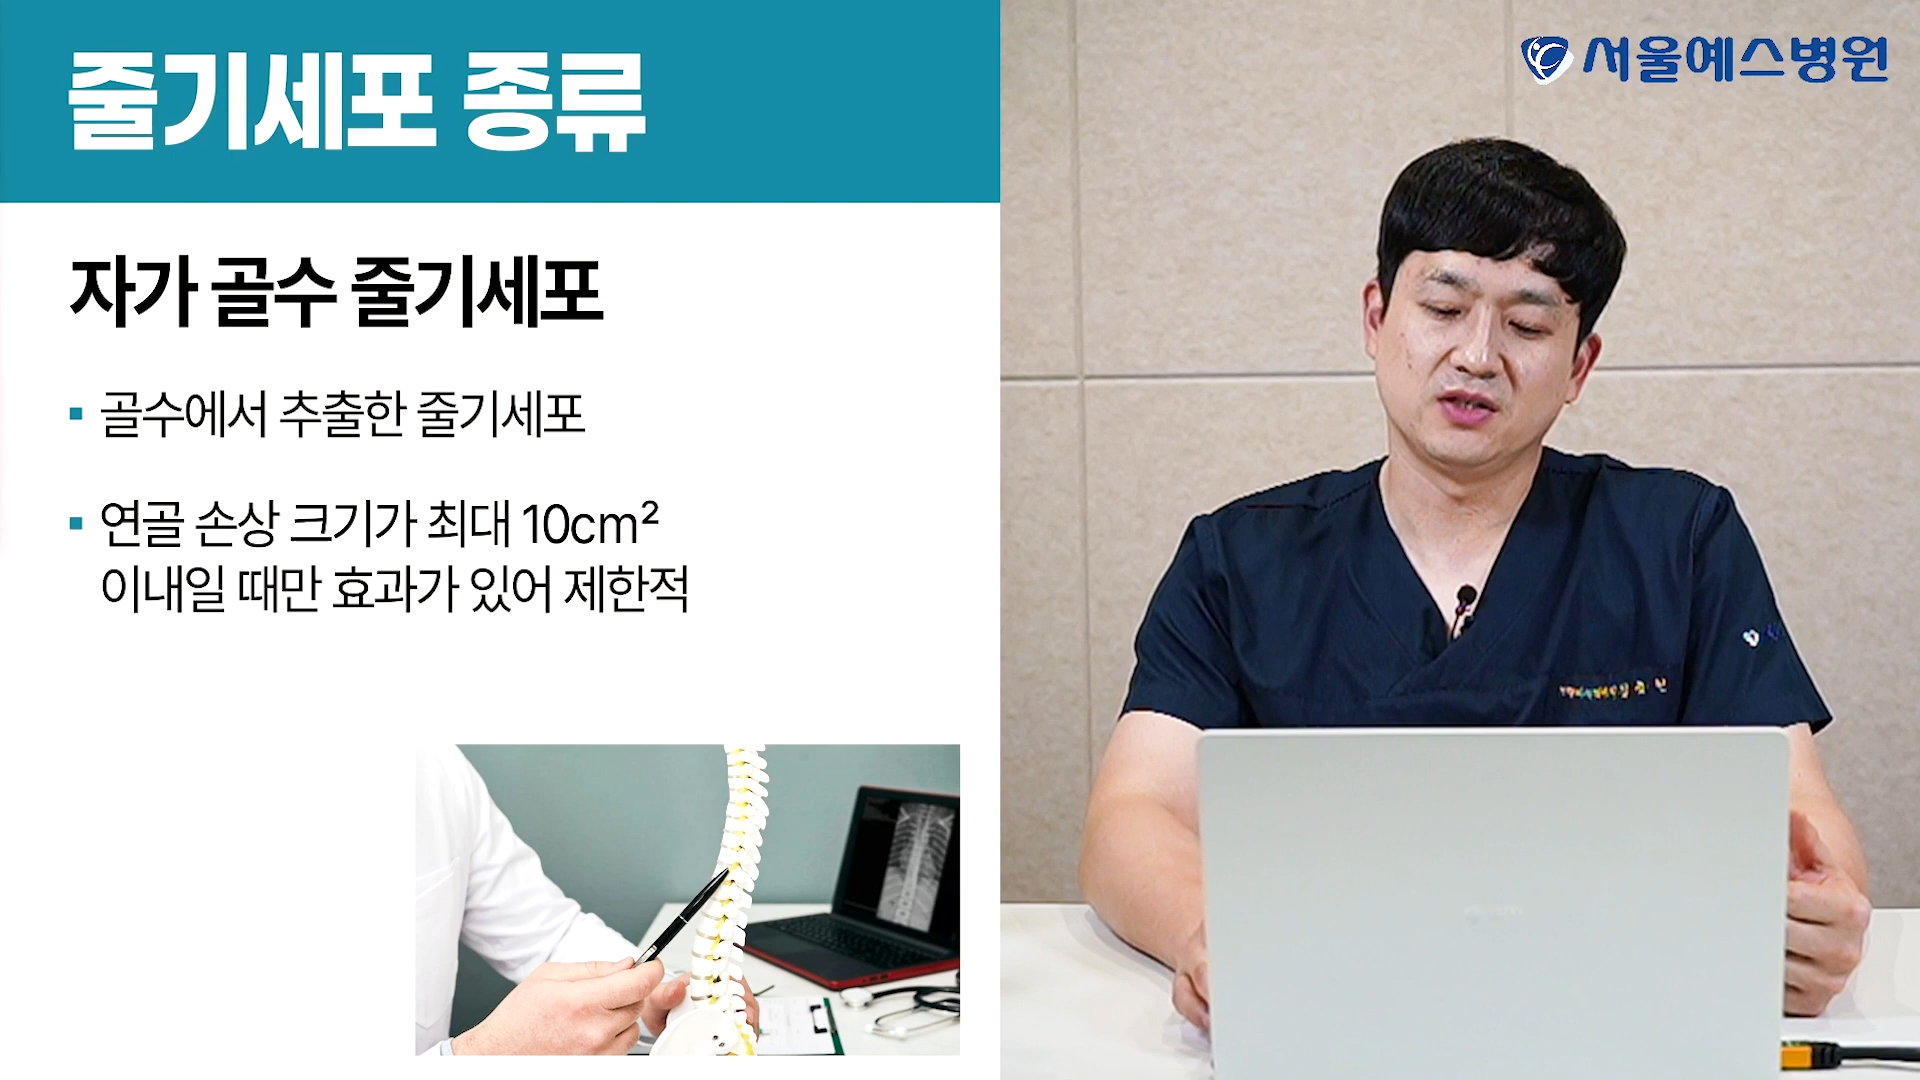 줄기세포 종류
서울예스병원
자가 골수 줄기세포
골수에서 추출한 줄기세포
연골 손상 크기가 최대 10cm²
이내일 때만 효과가 있어 제한적